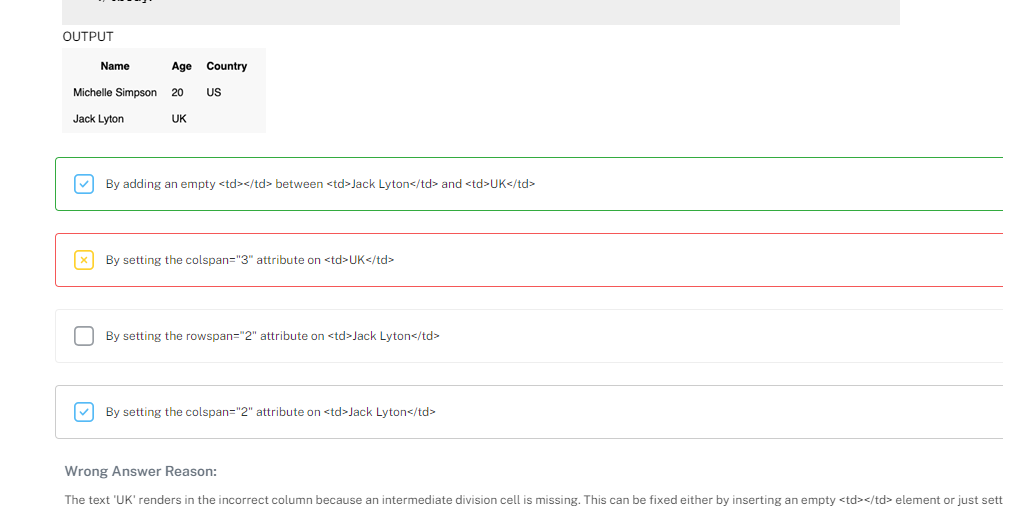 OUTPUT
Name Age Country
Michelle Simpson 20 US
Jack Lyton UK
By adding an empty <td></td> between <td>Jack Lyton</td> and <td>UK</td>
By setting the colspan="3" attribute on <td>UK</td>
By setting the rowspan="2" attribute on <td>Jack Lyton</td>
By setting the colspan="2" attribute on <td>Jack Lyton</td>
Wrong Answer Reason:
The text 'UK' renders in the incorrect column because an intermediate division cell is missing. This can be fixed either by inserting an empty <td></td> element or just sett